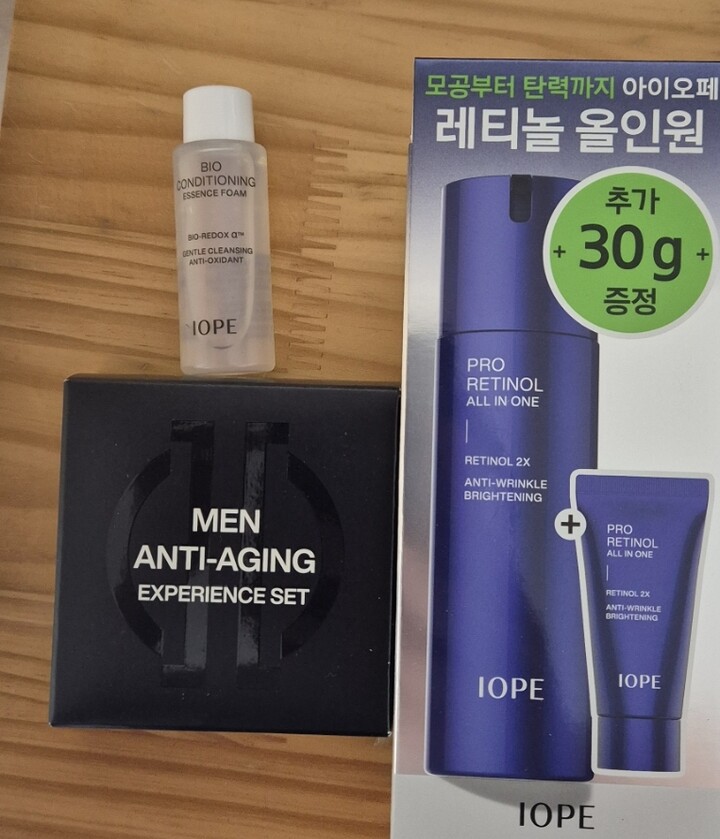 BIO
CONDITIONING
ESSENCE FOAM
BIO-REDOX α™
GENTLE CLEANSING
ANTI-OXIDANT
IOPE
MEN
ANTI-AGING
EXPERIENCE SET
모공부터 탄력까지 아이오페
레티놀 올인원
추가
+ 30g +
증정
PRO
RETINOL
ALL IN ONE
RETINOL 2X
ANTI-WRINKLE
BRIGHTENING
IOPE
+
PRO
RETINOL
ALL IN ONE
RETINOL 2X
ANTI-WRINKLE
BRIGHTENING
IOPE
IOPE